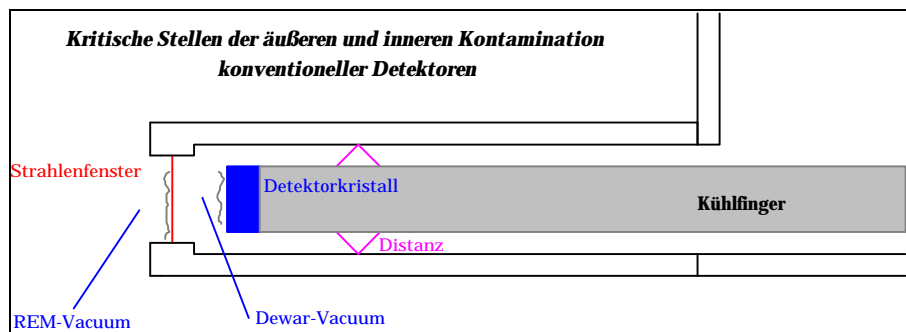 Kritische Stellen der äußeren und inneren Kontamination
konventioneller Detektoren
Strahlenfenster
Detektorkristall
Kühlfinger
Distanz
REM-Vacuum
Dewar-Vacuum